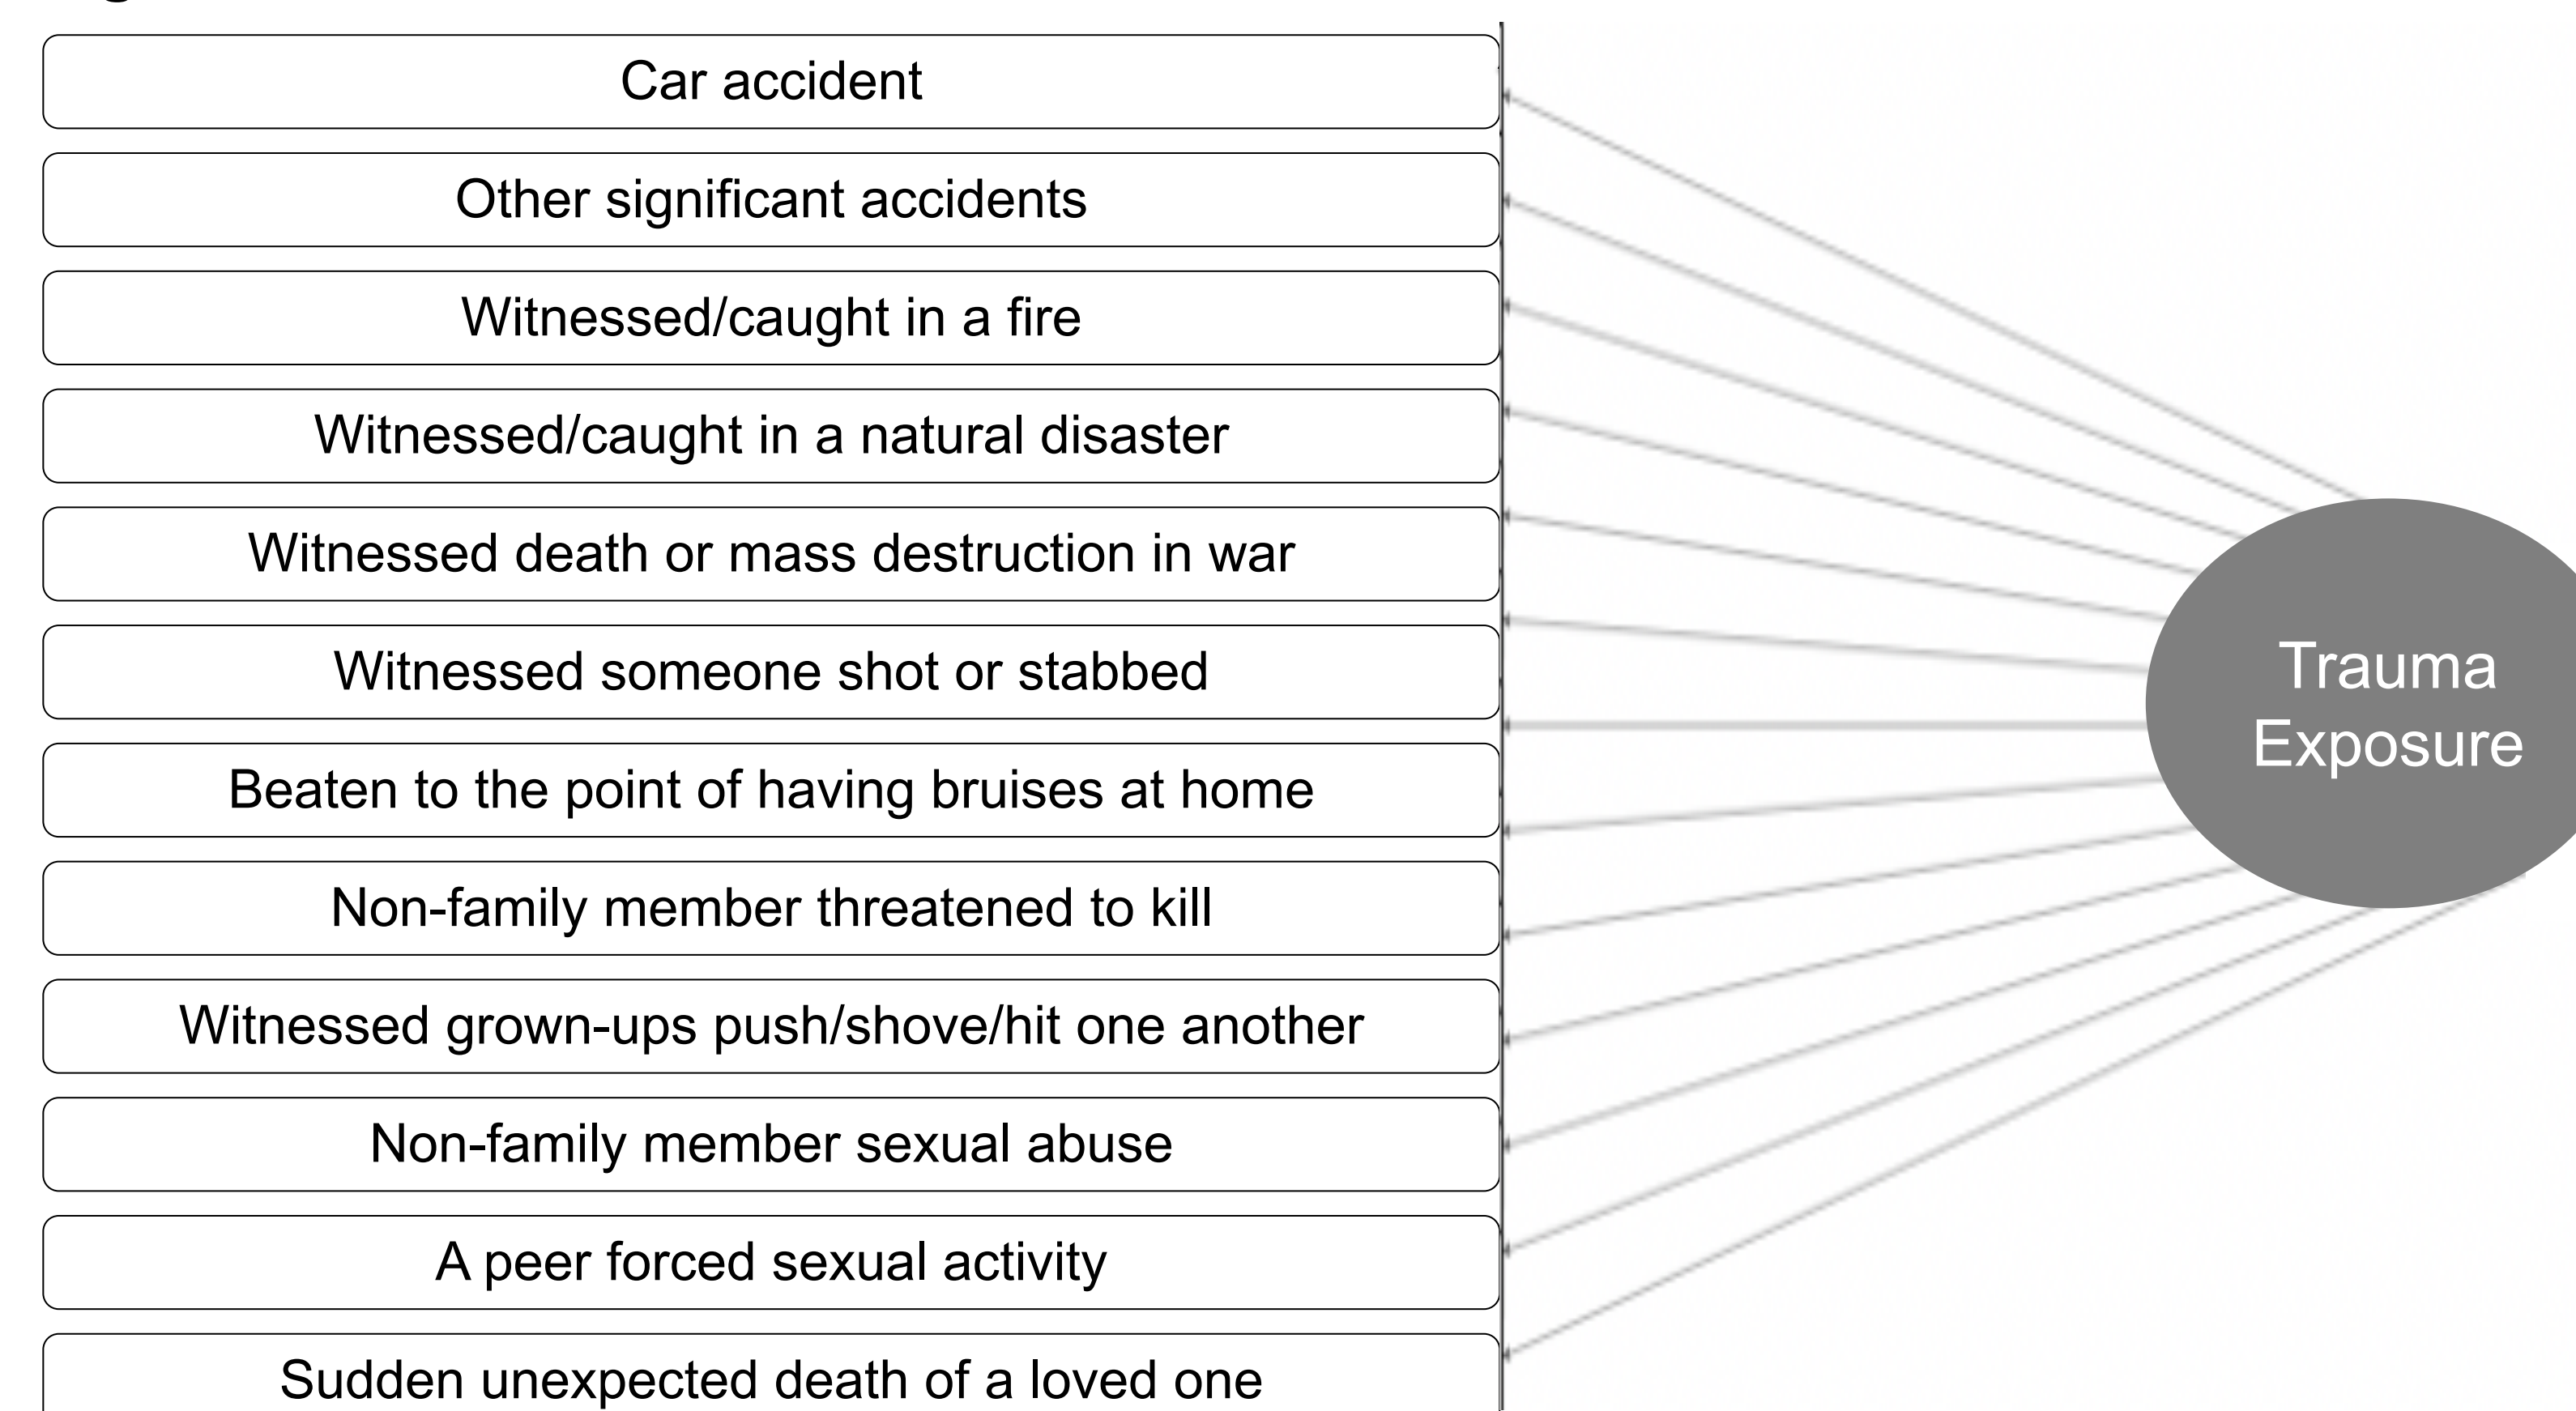 Car accident
Other significant accidents
Witnessed/caught in a fire
Witnessed/caught in a natural disaster
Witnessed death or mass destruction in war
Witnessed someone shot or stabbed
Beaten to the point of having bruises at home
Non-family member threatened to kill
Witnessed grown-ups push/shove/hit one another
Non-family member sexual abuse
A peer forced sexual activity
Sudden unexpected death of a loved one
Trauma
Exposure